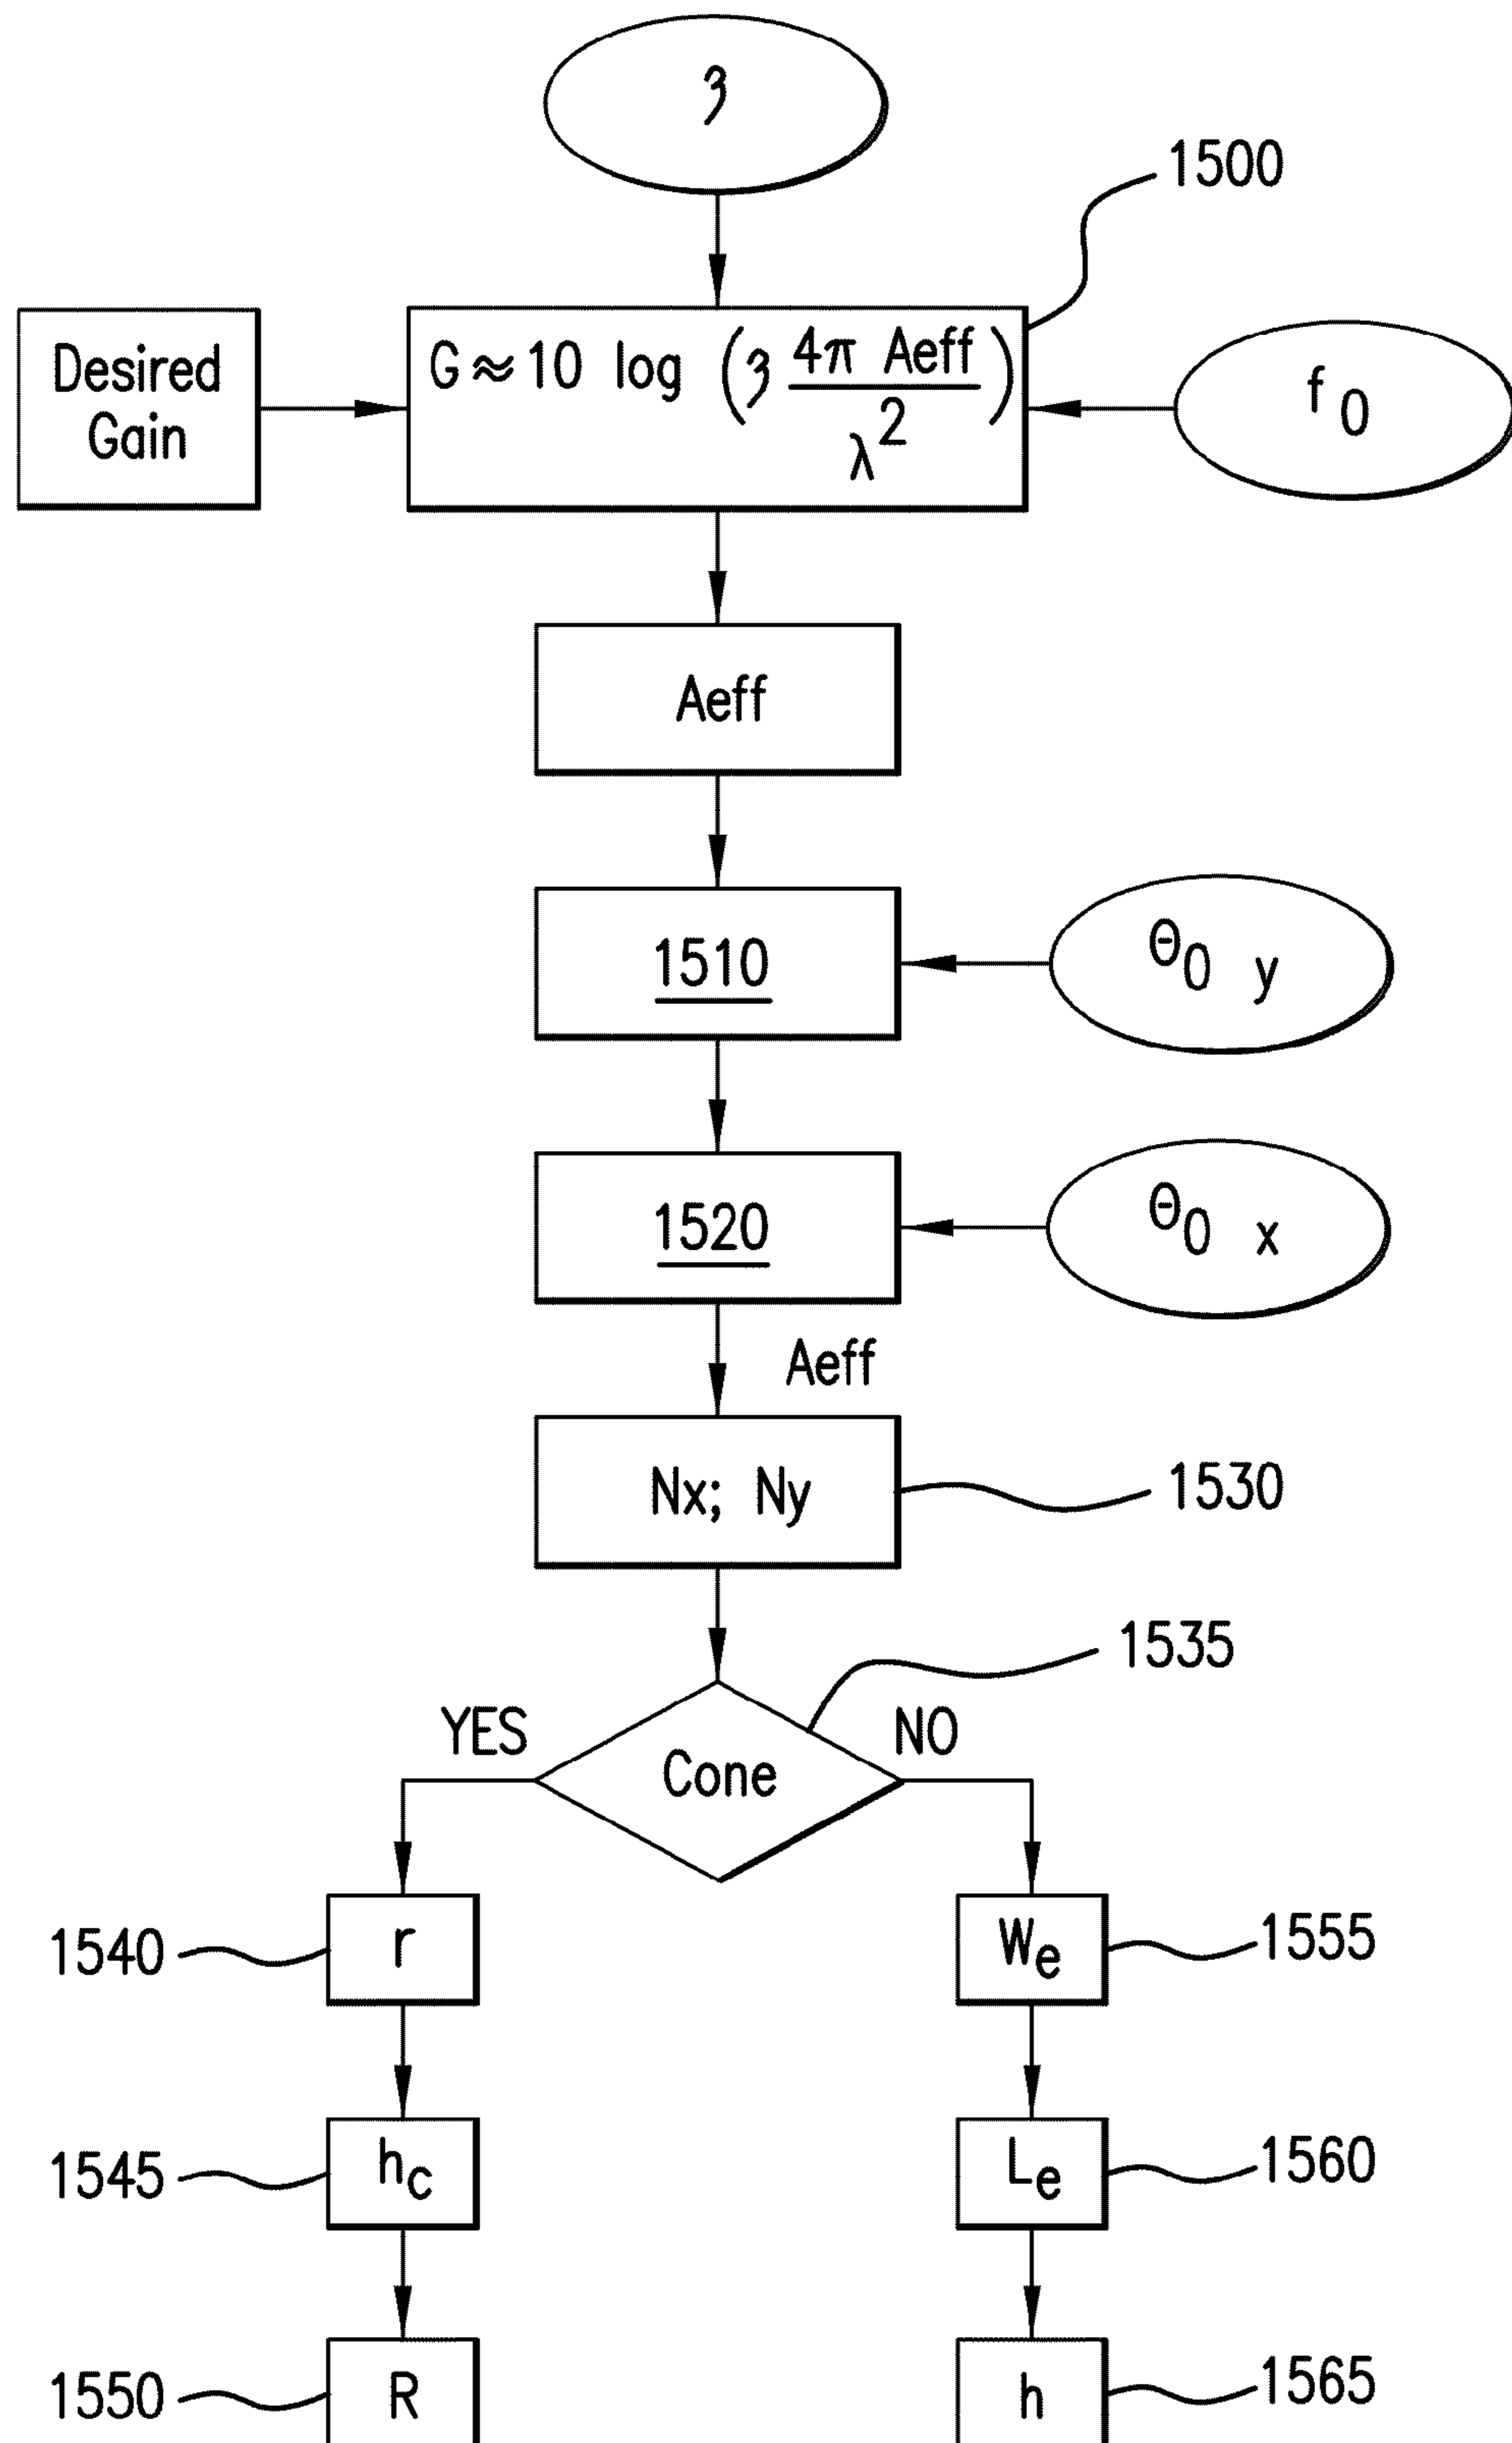 ȝ
1500
Desired
Gain
G≈10 log (ȝ 4π Aeff / λ2)
f0
Aeff
1510
θ0 y
1520
θ0 x
Aeff
Nx; Ny
1530
1535
YES
Cone
NO
1540
r
We
1555
1545
hc
Le
1560
1550
R
h
1565